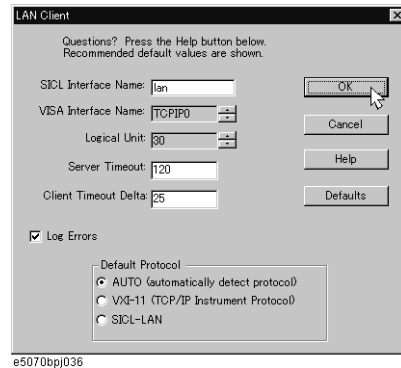 LAN Client
Questions? Press the Help button below.
Recommended default values are shown.
SICL Interface Name: lan
OK
VISA Interface Name: TCPIP0
Cancel
Logical Unit: 30
Server Timeout: 120
Help
Client Timeout Delta: 25
Defaults
Log Errors
Default Protocol
AUTO (automatically detect protocol)
VXI-11 (TCP/IP Instrument Protocol)
SICL-LAN
e5070bpj036